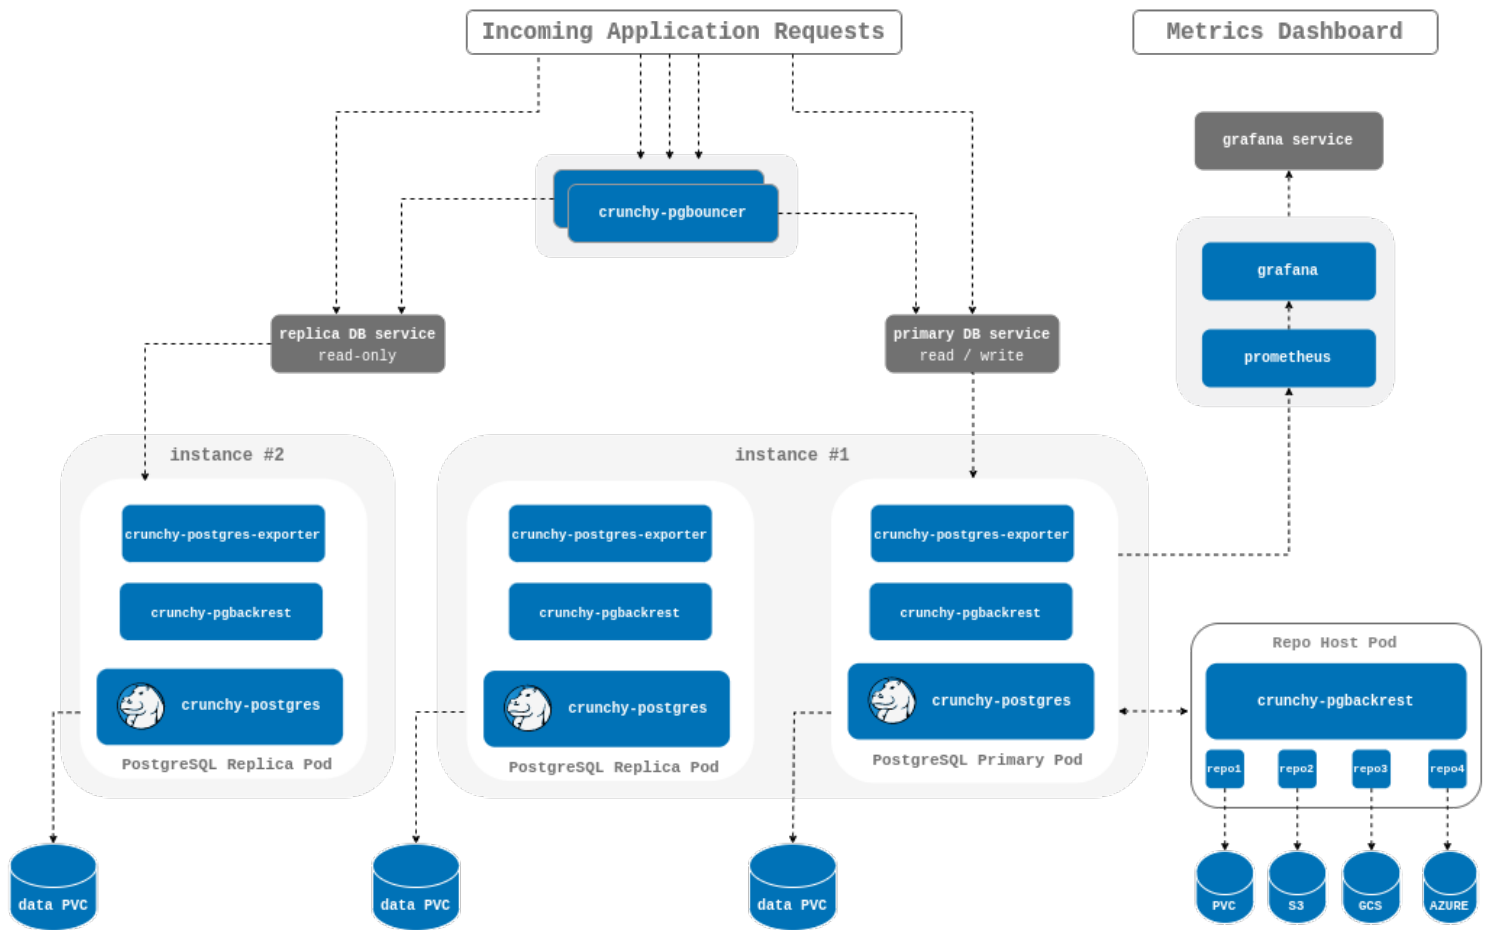 Incoming Application Requests
Metrics Dashboard
grafana service
crunchy-pgbouncer
grafana
replica DB service
read-only
primary DB service
read / write
prometheus
instance #2
instance #1
crunchy-postgres-exporter
crunchy-postgres-exporter
crunchy-postgres-exporter
crunchy-pgbackrest
crunchy-pgbackrest
crunchy-pgbackrest
crunchy-postgres
crunchy-postgres
crunchy-postgres
PostgreSQL Replica Pod
PostgreSQL Replica Pod
PostgreSQL Primary Pod
Repo Host Pod
crunchy-pgbackrest
repo1
repo2
repo3
repo4
data PVC
data PVC
data PVC
PVC
S3
GCS
AZURE